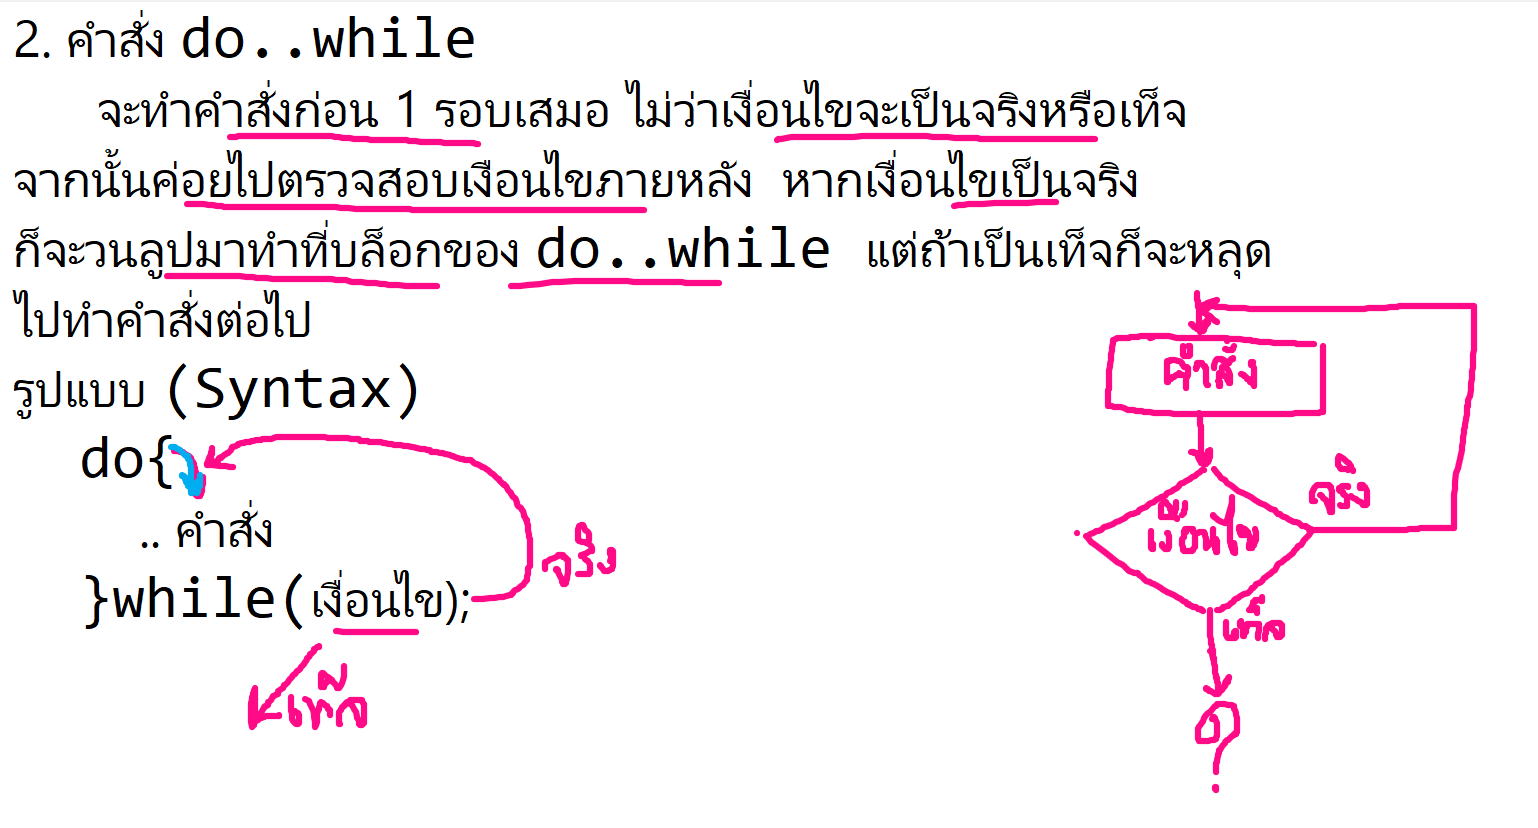 2. คำสั่ง do..while
จะทำคำสั่งก่อน 1 รอบเสมอ ไม่ว่าเงื่อนไขจะเป็นจริงหรือเท็จ
จากนั้นค่อยไปตรวจสอบเงือนไขภายหลัง หากเงื่อนไขเป็นจริง
ก็จะวนลูปมาทำที่บล็อกของ do..while แต่ถ้าเป็นเท็จก็จะหลุด
ไปทำคำสั่งต่อไป
รูปแบบ (Syntax)
do{
.. คำสั่ง
}while(เงื่อนไข);
จริง
เท็จ
คำสั่ง
เงื่อนไข
จริง
เท็จ